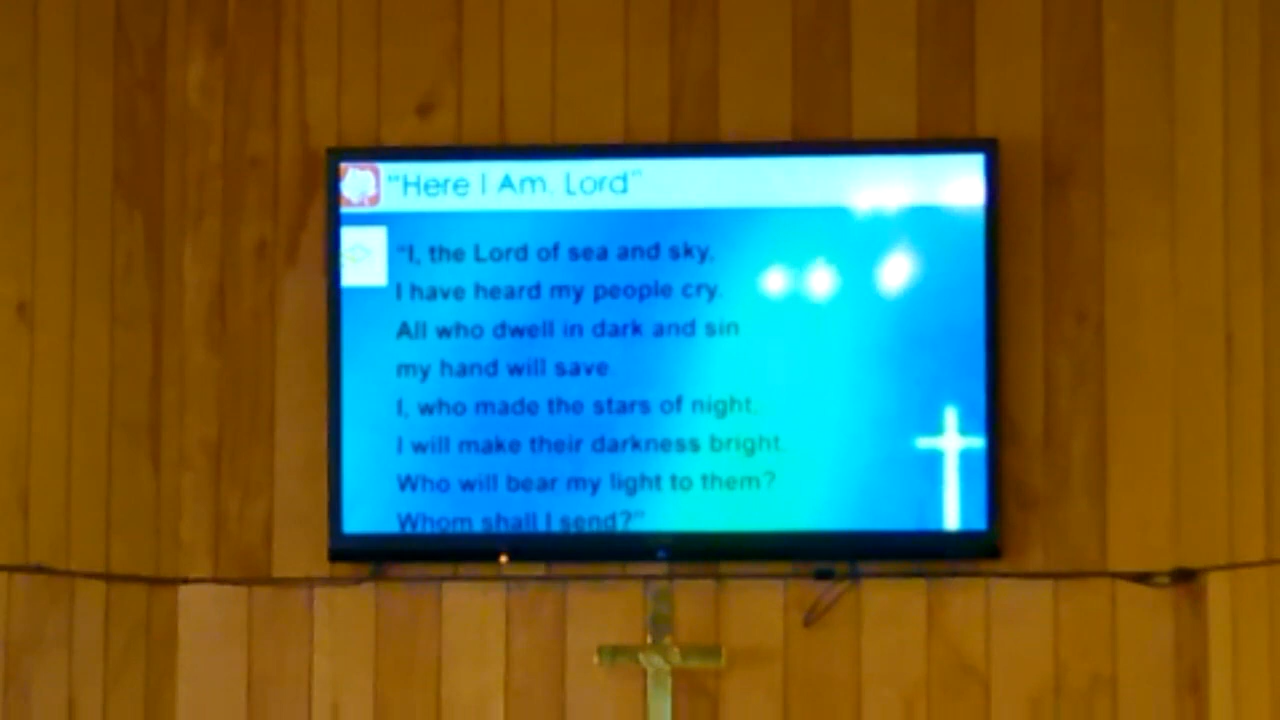 "Here I Am, Lord"
"I, the Lord of sea and sky,
I have heard my people cry.
All who dwell in dark and sin
my hand will save.
I, who made the stars of night,
I will make their darkness bright.
Who will bear my light to them?
Whom shall I send?"